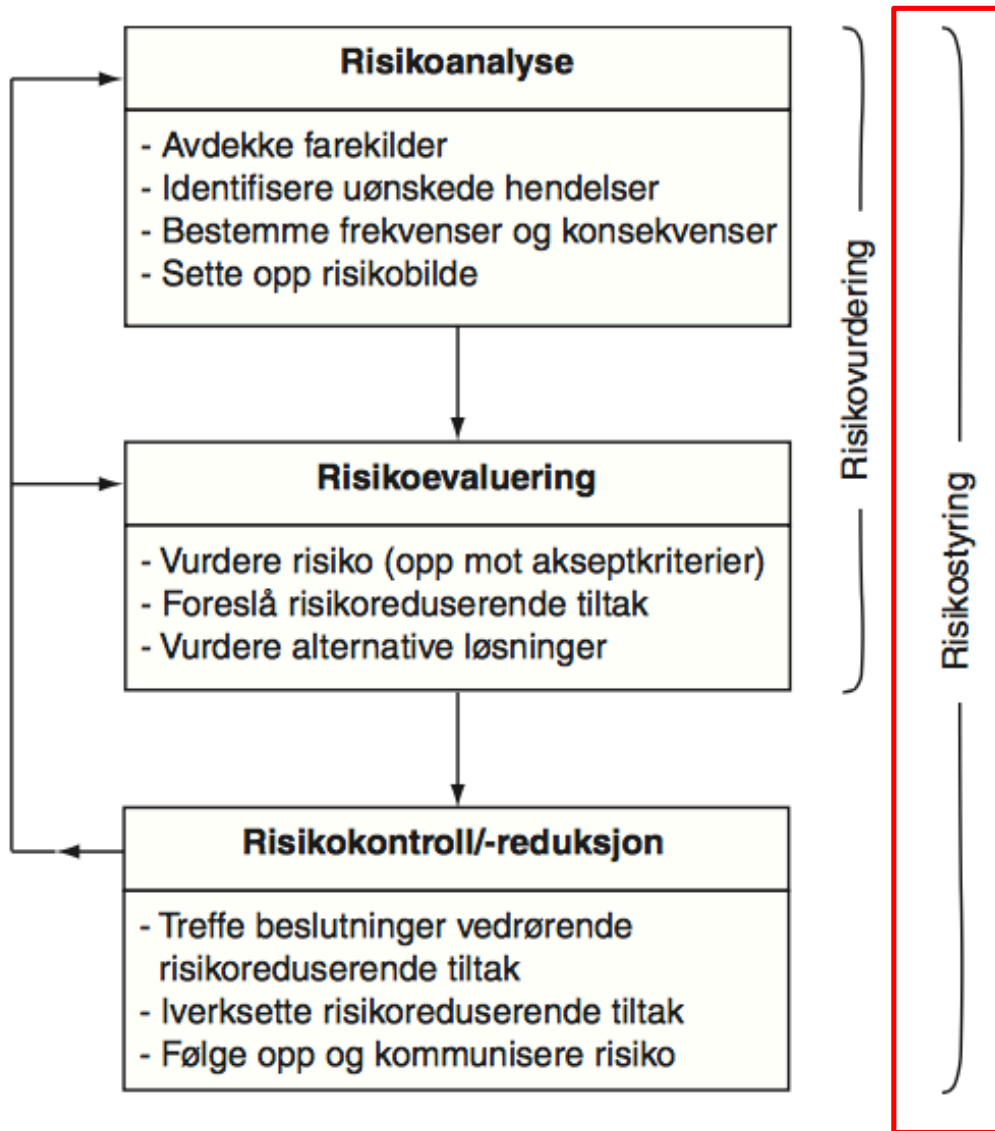 Risikoanalyse
- Avdekke farekilder
- Identifisere uønskede hendelser
- Bestemme frekvenser og konsekvenser
- Sette opp risikobilde
Risikoevaluering
- Vurdere risiko (opp mot akseptkriterier)
- Foreslå risikoreduserende tiltak
- Vurdere alternative løsninger
Risikokontroll/-reduksjon
- Treffe beslutninger vedrørende
risikoreduserende tiltak
- Iverksette risikoreduserende tiltak
- Følge opp og kommunisere risiko
Risikovurdering
Risikostyring